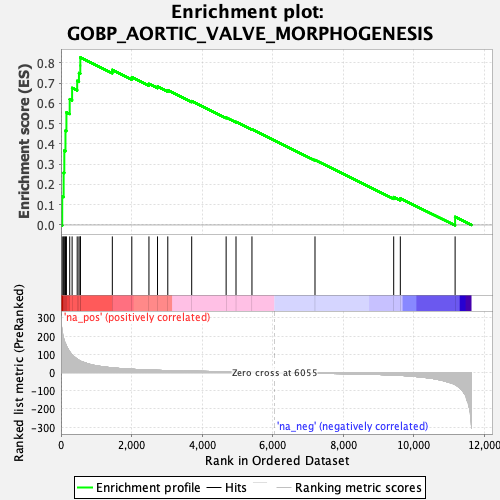 Enrichment plot:
GOBP_AORTIC_VALVE_MORPHOGENESIS
Enrichment score (ES)
0.8
0.7
0.6
0.5
0.4
0.3
0.2
0.1
0.0
'na_pos' (positively correlated)
Ranked list metric (PreRanked)
300
200
100
0
-100
-200
-300
Zero cross at 6055
'na_neg' (negatively correlated)
0
2,000
4,000
6,000
8,000
10,000
12,000
Rank in Ordered Dataset
Enrichment profile
Hits
Ranking metric scores